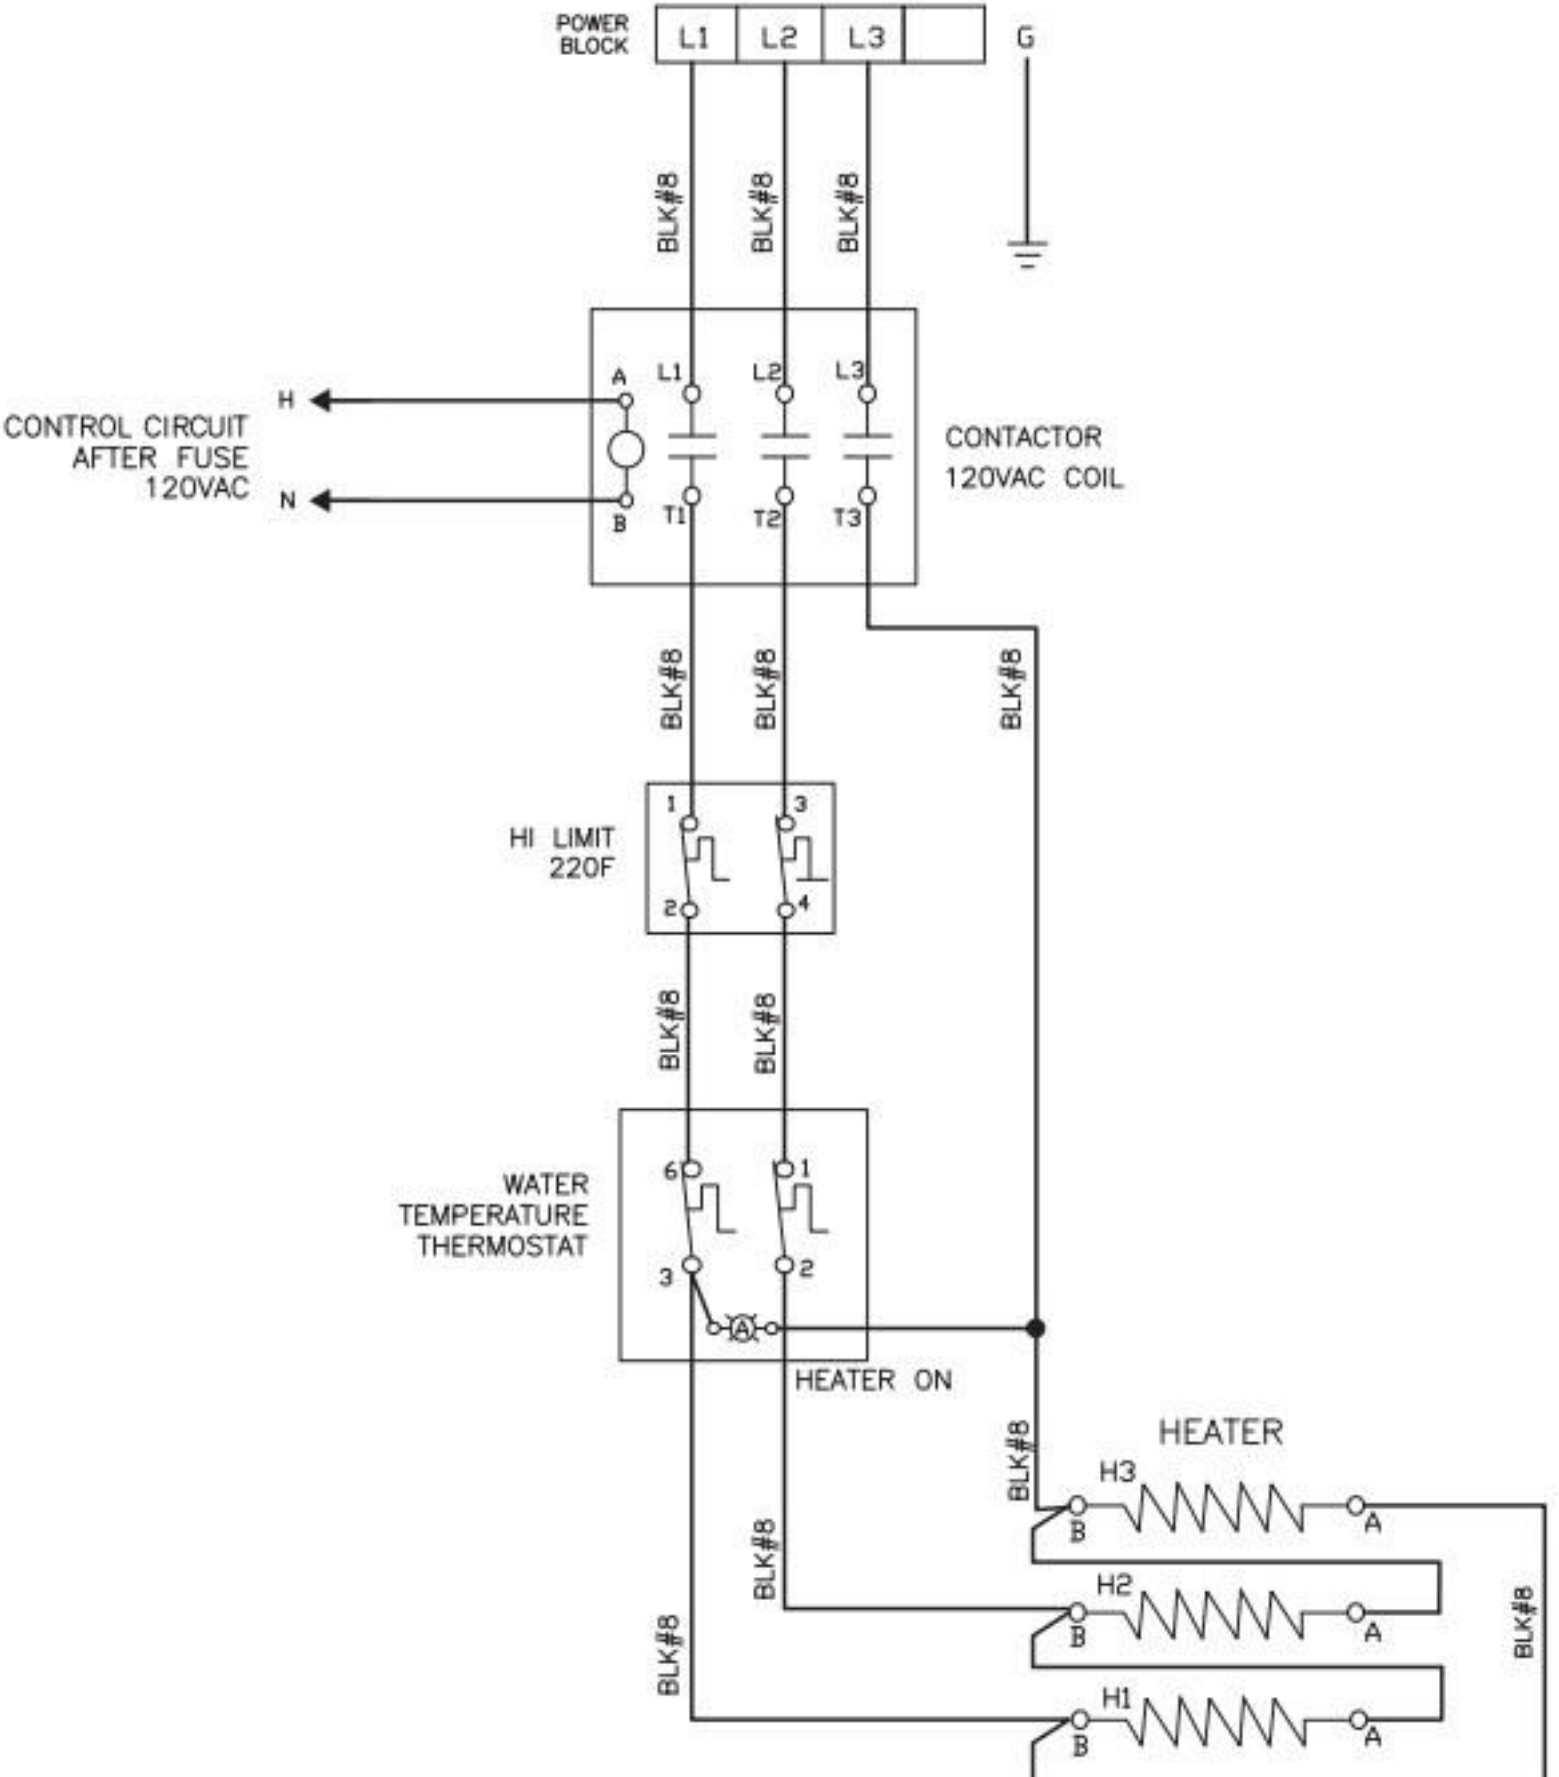 POWER
BLOCK
L1
L2
L3
G
BLK#8
BLK#8
BLK#8
A
L1
L2
L3
H
CONTROL CIRCUIT
AFTER FUSE
120VAC
N
CONTACTOR
120VAC COIL
B
T1
T2
T3
BLK#8
BLK#8
BLK#8
1
3
HI LIMIT
220F
2
4
BLK#8
BLK#8
6
1
WATER
TEMPERATURE
THERMOSTAT
3
2
A
HEATER ON
HEATER
BLK#8
H3
B
A
BLK#8
H2
B
A
BLK#8
BLK#8
H1
B
A